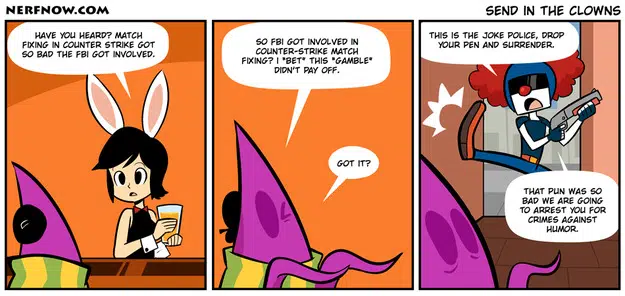 NERFNOW.COM
SEND IN THE CLOWNS
HAVE YOU HEARD? MATCH
FIXING IN COUNTER STRIKE GOT
SO BAD THE FBI GOT INVOLVED.
SO FBI GOT INVOLVED IN
COUNTER-STRIKE MATCH
FIXING? I *BET* THIS *GAMBLE*
DIDN'T PAY OFF.
GOT IT?
THIS IS THE JOKE POLICE, DROP
YOUR PEN AND SURRENDER.
THAT PUN WAS SO
BAD WE ARE GOING
TO ARREST YOU FOR
CRIMES AGAINST
HUMOR.